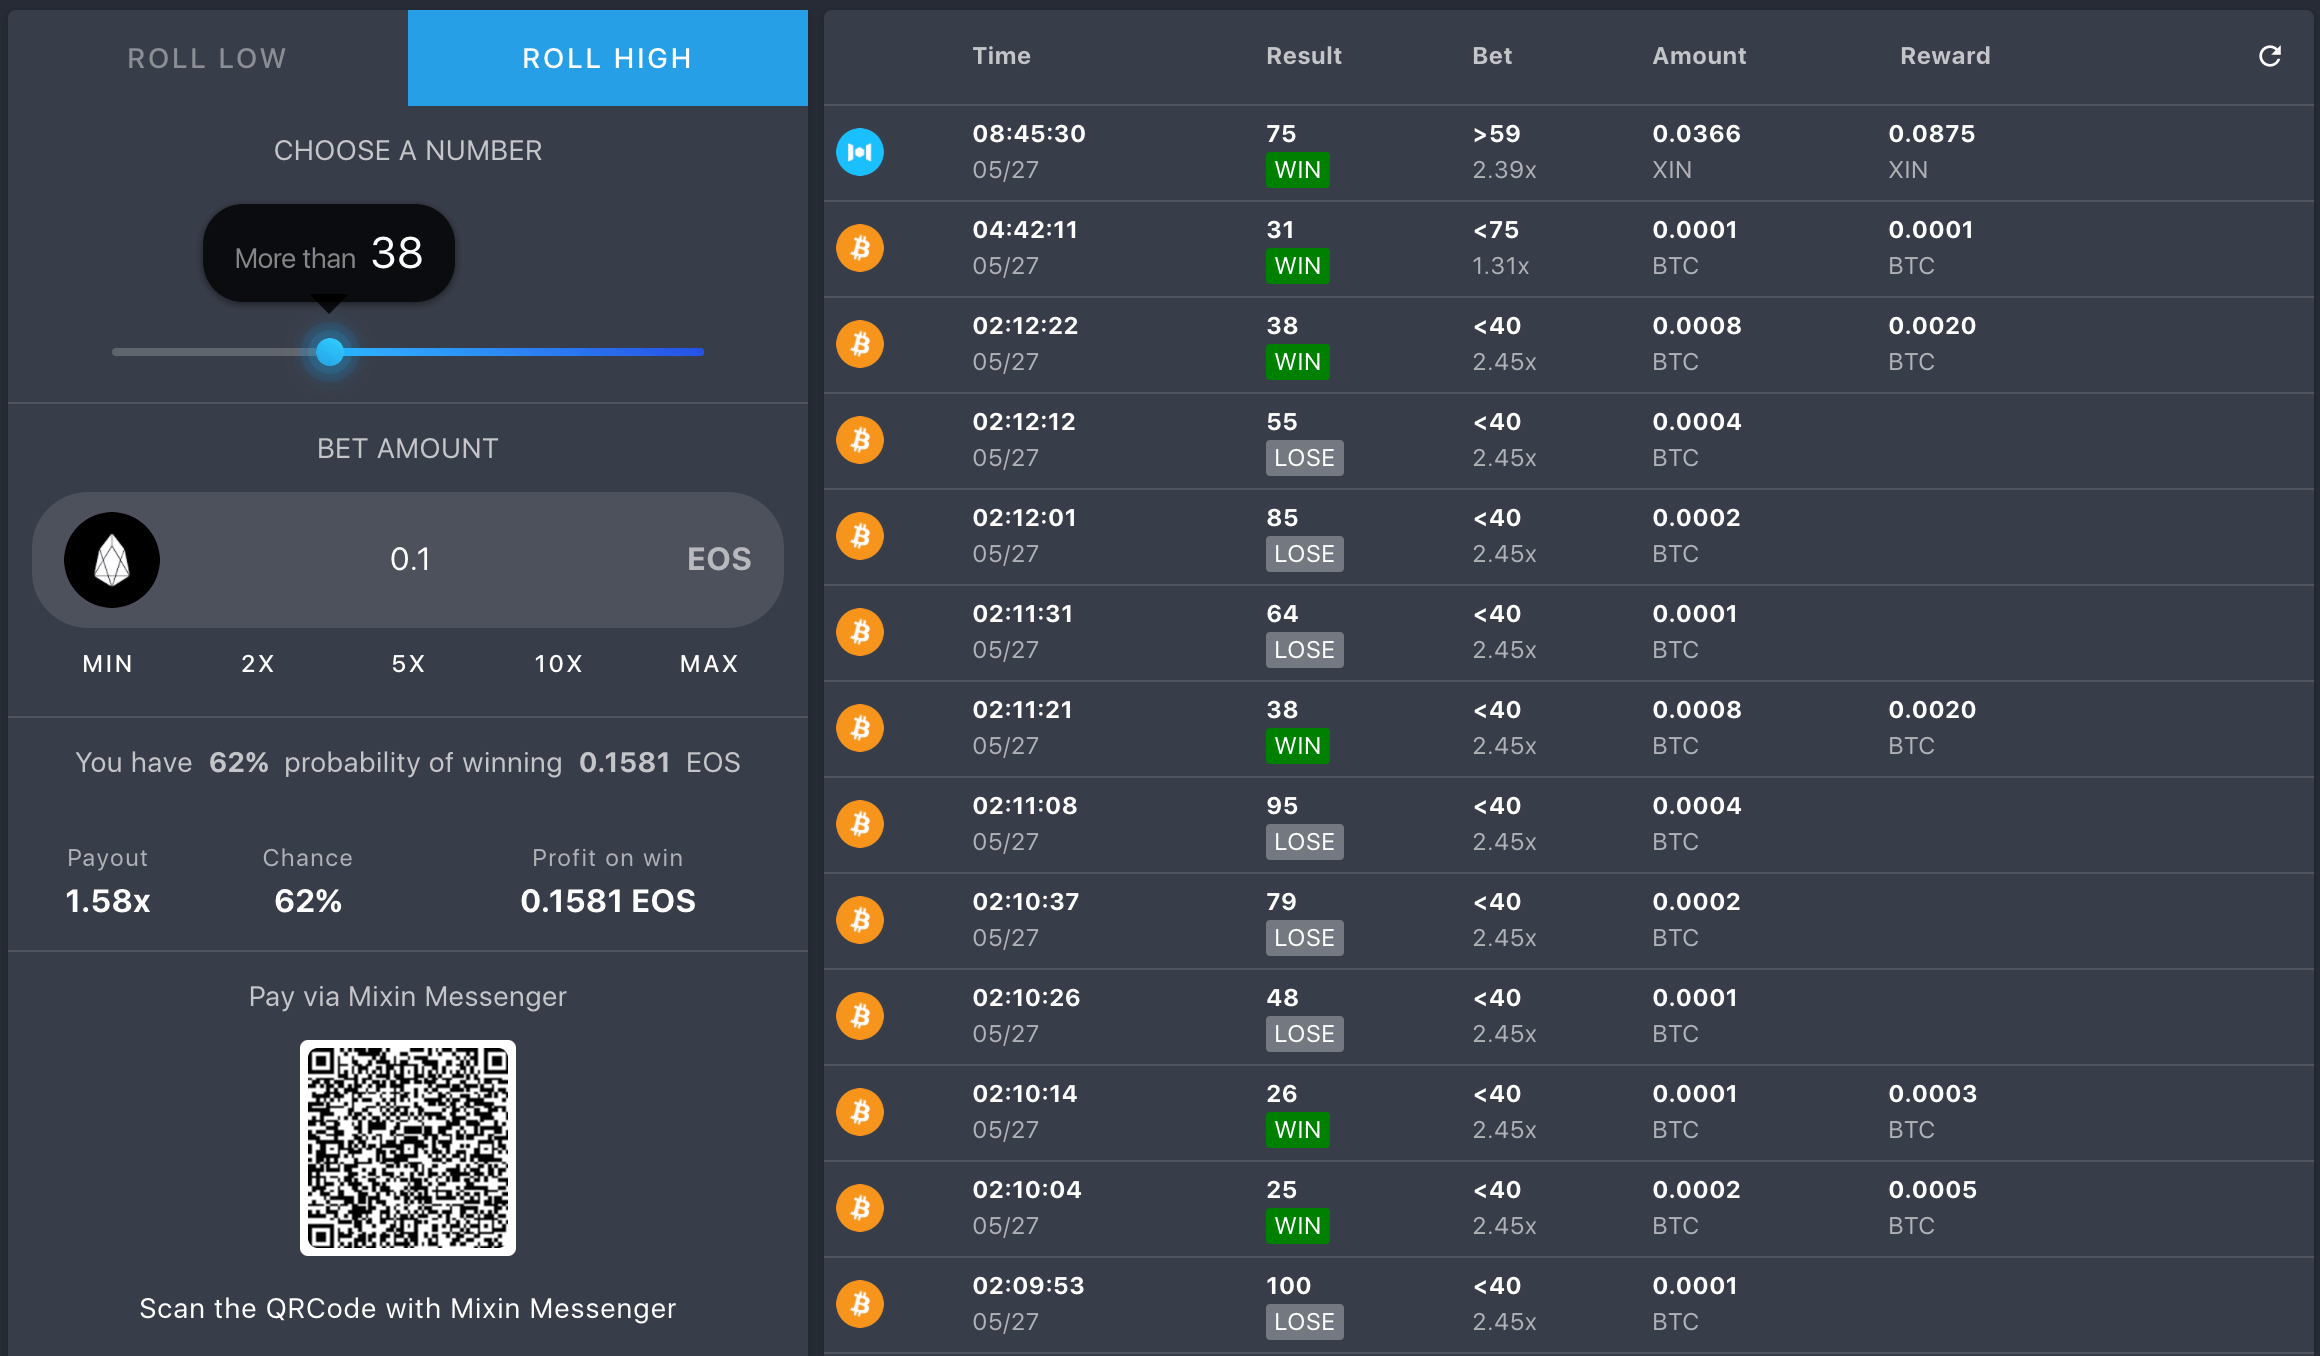 ROLL LOW ROLL HIGH
CHOOSE A NUMBER
More than 38
BET AMOUNT
0.1 EOS
MIN 2X 5X 10X MAX
You have 62% probability of winning 0.1581 EOS
Payout Chance Profit on win
1.58x 62% 0.1581 EOS
Pay via Mixin Messenger
Scan the QRCode with Mixin Messenger
Time Result Bet Amount Reward
08:45:30 75 >59 0.0366 0.0875
05/27 WIN 2.39x XIN XIN
04:42:11 31 <75 0.0001 0.0001
05/27 WIN 1.31x BTC BTC
02:12:22 38 <40 0.0008 0.0020
05/27 WIN 2.45x BTC BTC
02:12:12 55 <40 0.0004
05/27 LOSE 2.45x BTC
02:12:01 85 <40 0.0002
05/27 LOSE 2.45x BTC
02:11:31 64 <40 0.0001
05/27 LOSE 2.45x BTC
02:11:21 38 <40 0.0008 0.0020
05/27 WIN 2.45x BTC BTC
02:11:08 95 <40 0.0004
05/27 LOSE 2.45x BTC
02:10:37 79 <40 0.0002
05/27 LOSE 2.45x BTC
02:10:26 48 <40 0.0001
05/27 LOSE 2.45x BTC
02:10:14 26 <40 0.0001 0.0003
05/27 WIN 2.45x BTC BTC
02:10:04 25 <40 0.0002 0.0005
05/27 WIN 2.45x BTC BTC
02:09:53 100 <40 0.0001
05/27 LOSE 2.45x BTC